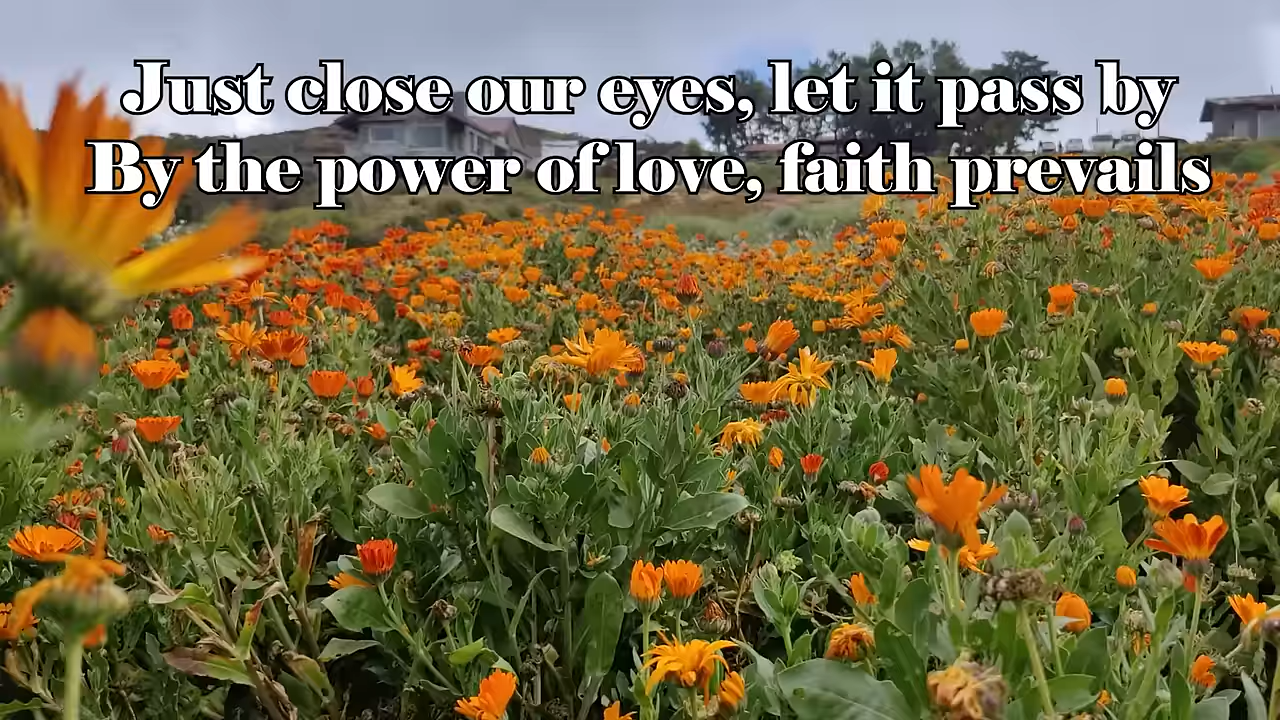 Just close our eyes, let it pass by
By the power of love, faith prevails